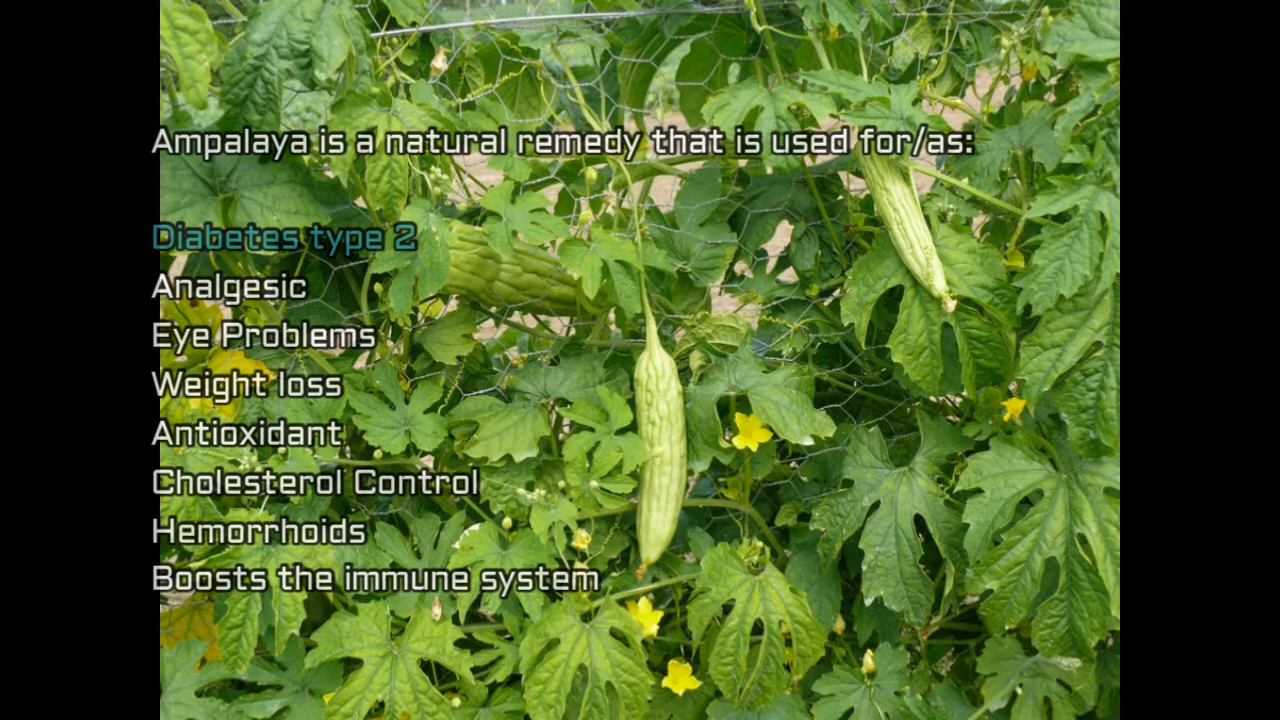 Ampalaya is a natural remedy that is used for/as:
Diabetes type 2
Analgesic
Eye Problems
Weight loss
Antioxidant
Cholesterol Control
Hemorrhoids
Boosts the immune system